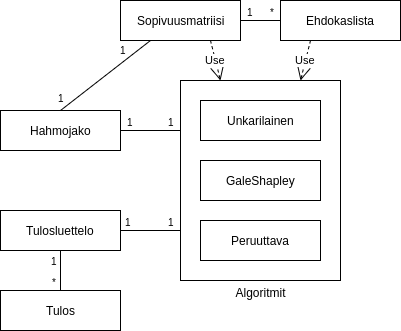 Sopivuusmatriisi
1
*
Ehdokaslista
1
Use
Use
1
Hahmojako
1
1
Unkarilainen
GaleShapley
Peruuttava
Tulosluettelo
1
1
1
*
Tulos
Algoritmit